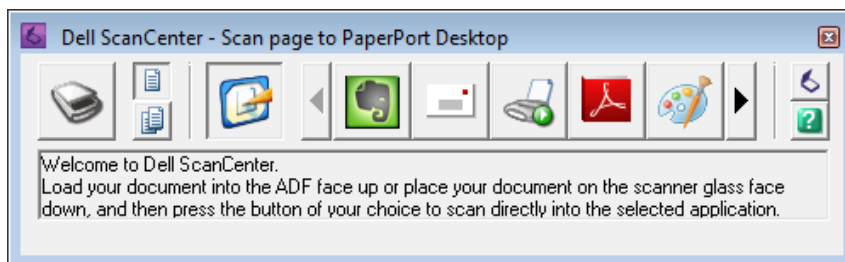 Dell ScanCenter - Scan page to PaperPort Desktop
Welcome to Dell ScanCenter.
Load your document into the ADF face up or place your document on the scanner glass face
down, and then press the button of your choice to scan directly into the selected application.